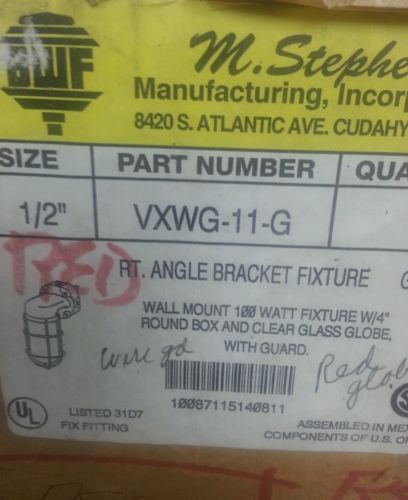 BWF
M. Stephe
Manufacturing, Incorp
8420 S. ATLANTIC AVE. CUDAHY
SIZE PART NUMBER QUA
1/2" VXWG-11-G
RED
RT. ANGLE BRACKET FIXTURE
WALL MOUNT 100 WATT FIXTURE W/4"
ROUND BOX AND CLEAR GLASS GLOBE,
WITH GUARD.
Red
globe
10087115140811
UL
LISTED 31D7
FIX FITTING
ASSEMBLED IN MEX
COMPONENTS OF U.S. OR